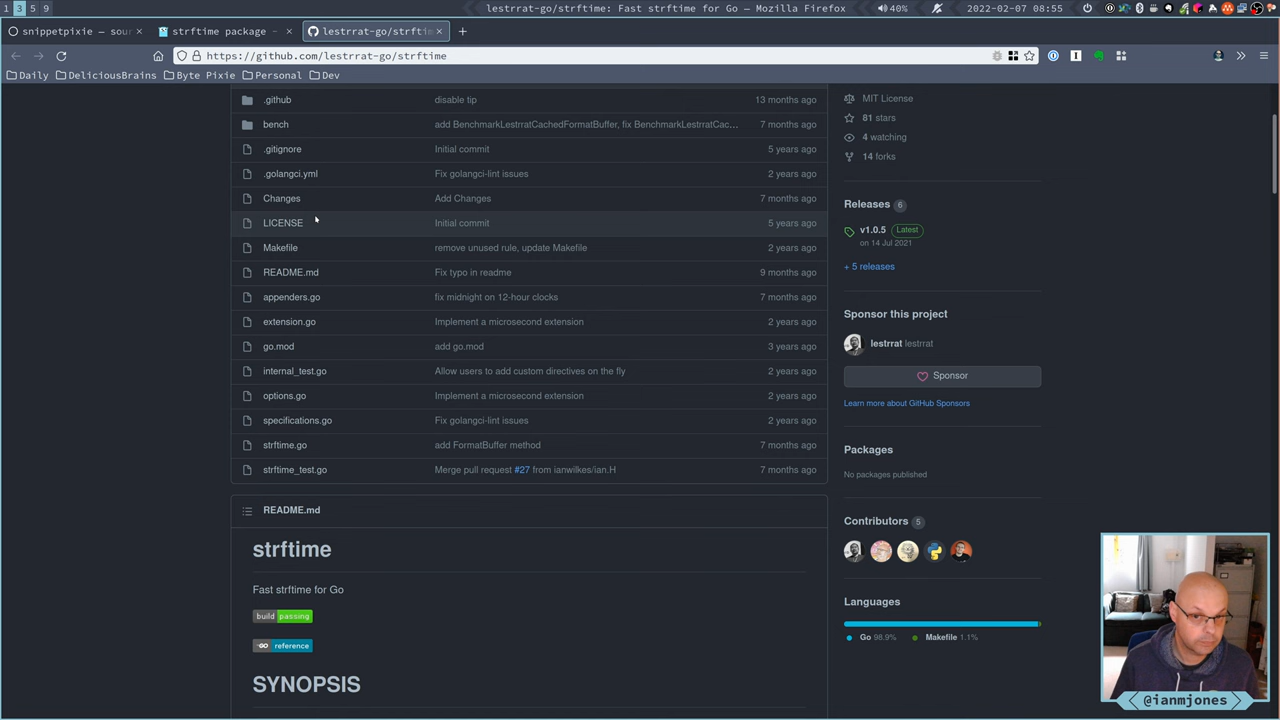 1 3 5 9
lestrrat-go/strftime: Fast strftime for Go — Mozilla Firefox
40%
2022-02-07 08:55
snippetpixie — sour
strftime package -
lestrrat-go/strftim
https://github.com/lestrrat-go/strftime
Daily
DeliciousBrains
Byte Pixie
Personal
Dev
.github disable tip 13 months ago
bench add BenchmarkLestrratCachedFormatBuffer, fix BenchmarkLestrratCac… 7 months ago
.gitignore Initial commit 5 years ago
.golangci.yml Fix golangci-lint issues 2 years ago
Changes Add Changes 7 months ago
LICENSE Initial commit 5 years ago
Makefile remove unused rule, update Makefile 2 years ago
README.md Fix typo in readme 9 months ago
appenders.go fix midnight on 12-hour clocks 7 months ago
extension.go Implement a microsecond extension 2 years ago
go.mod add go.mod 3 years ago
internal_test.go Allow users to add custom directives on the fly 2 years ago
options.go Implement a microsecond extension 2 years ago
specifications.go Fix golangci-lint issues 2 years ago
strftime.go add FormatBuffer method 7 months ago
strftime_test.go Merge pull request #27 from ianwilkes/ian.H 7 months ago
README.md
strftime
Fast strftime for Go
build passing
GO reference
SYNOPSIS
MIT License
81 stars
4 watching
14 forks
Releases 6
v1.0.5 Latest
on 14 Jul 2021
+ 5 releases
Sponsor this project
lestrrat lestrrat
Sponsor
Learn more about GitHub Sponsors
Packages
No packages published
Contributors 5
Languages
Go 98.9%
Makefile 1.1%
@ianmjones